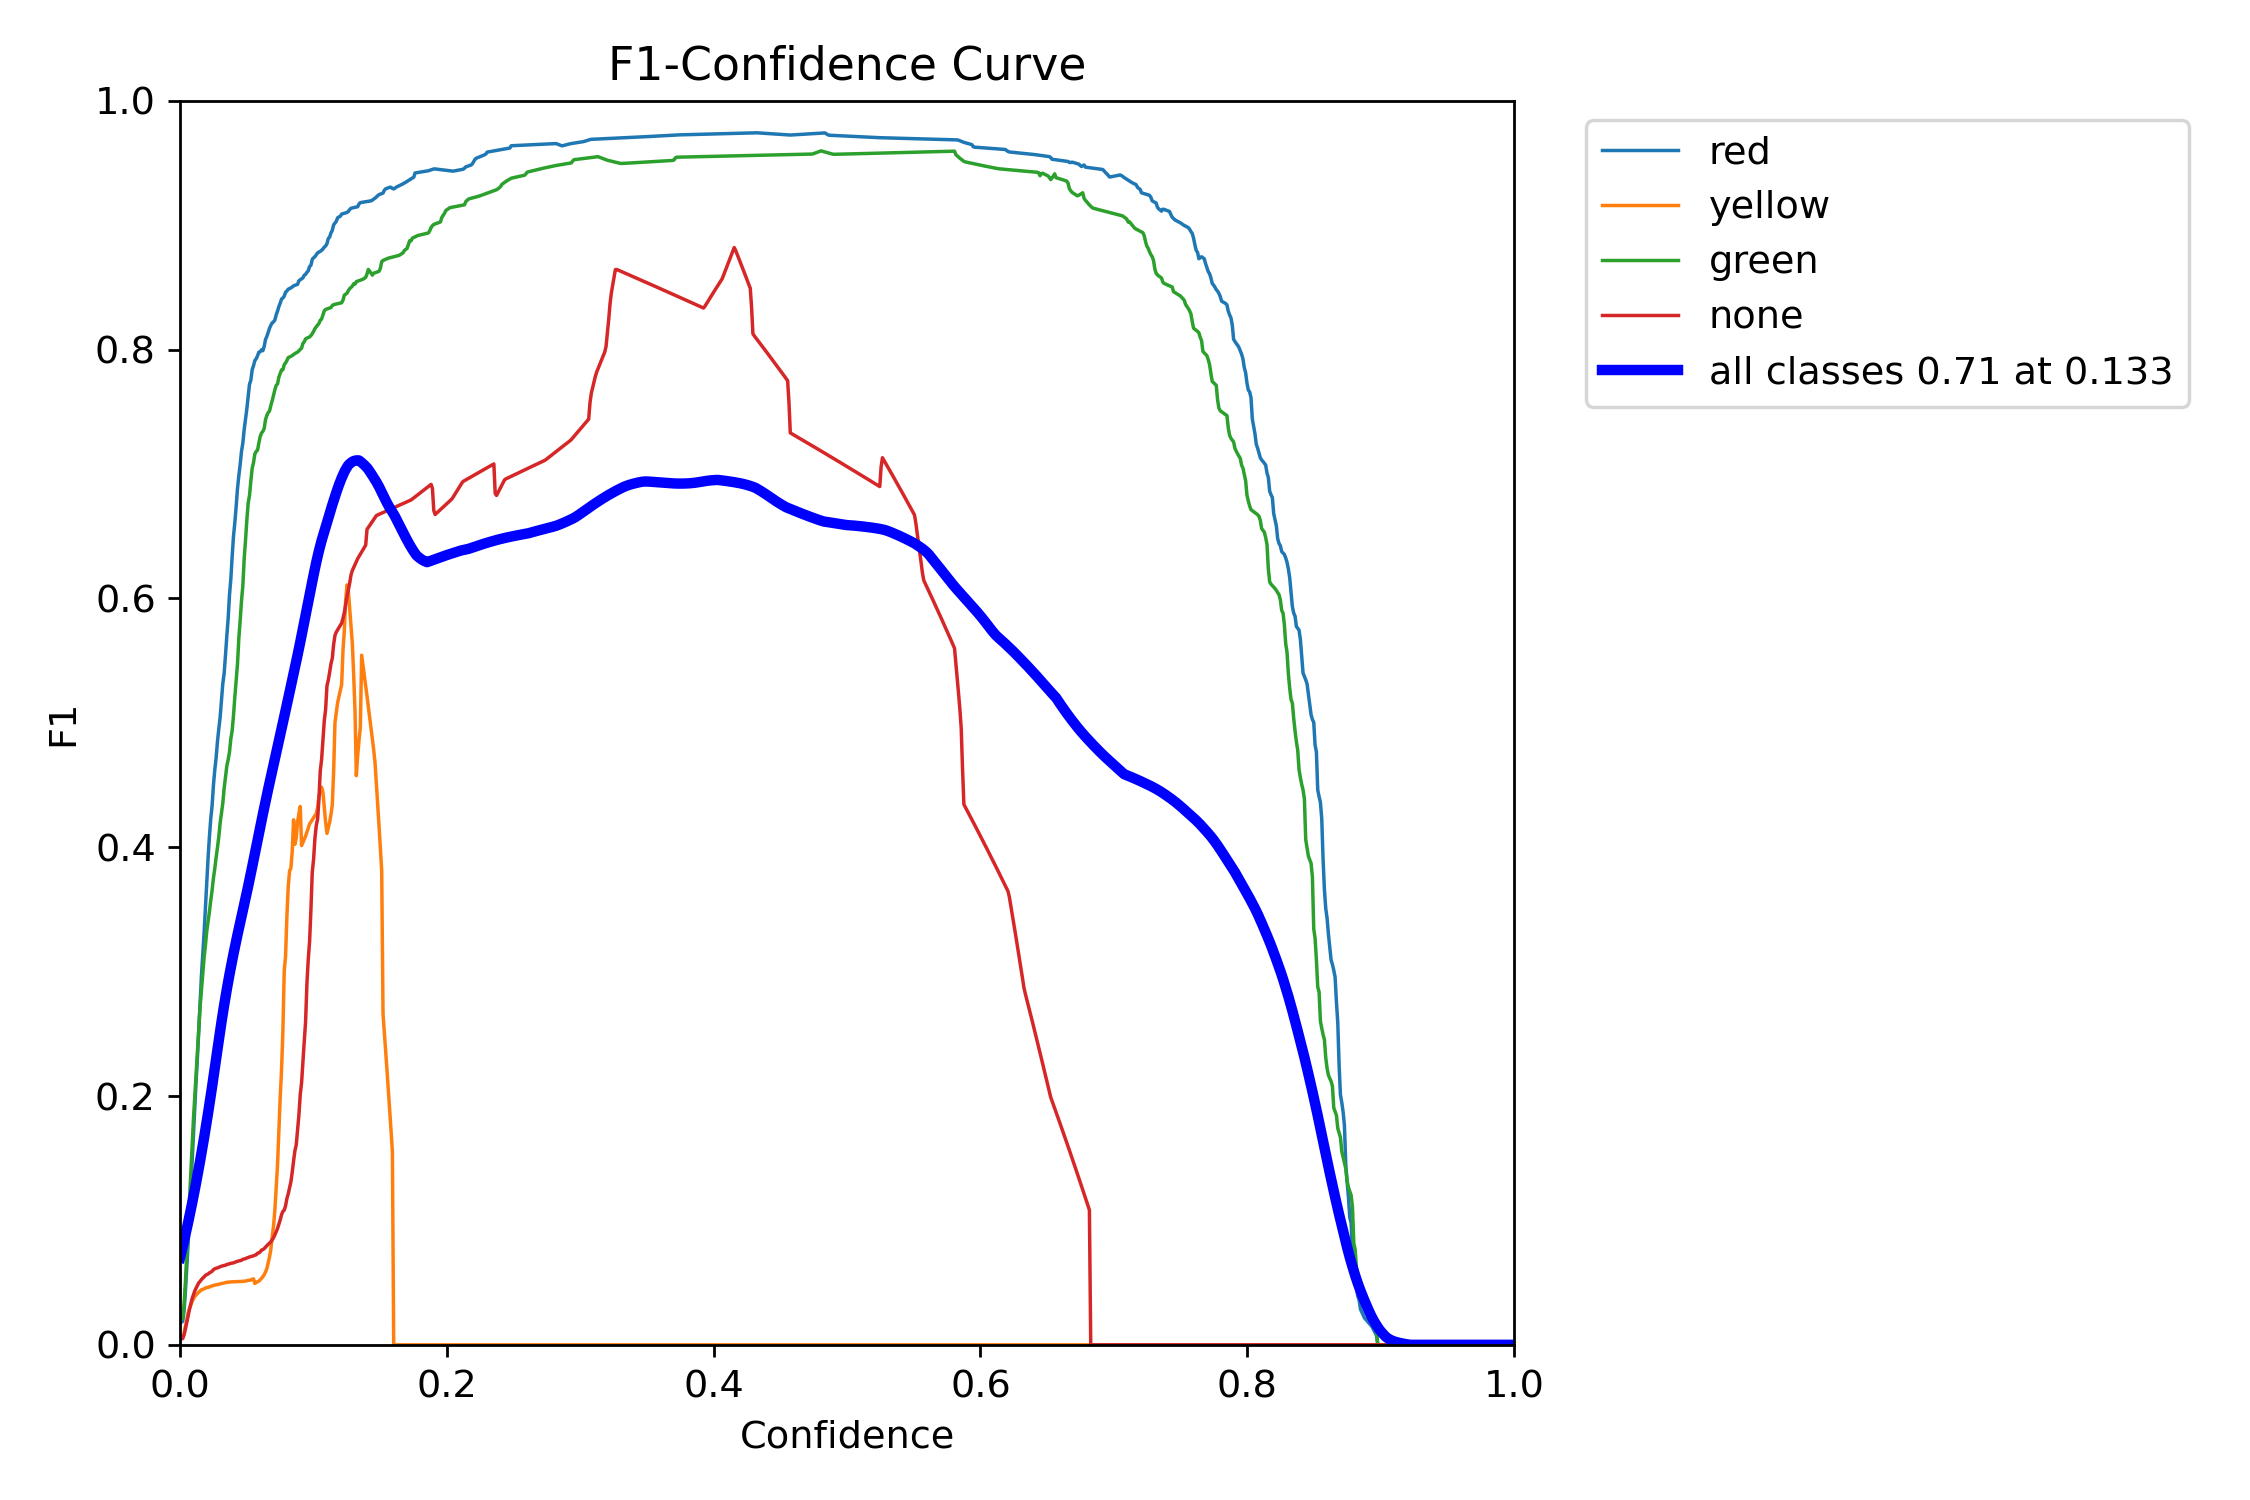 F1-Confidence Curve
1.0
0.8
0.6
0.4
0.2
0.0
F1
0.0 0.2 0.4 0.6 0.8 1.0
Confidence
red
yellow
green
none
all classes 0.71 at 0.133